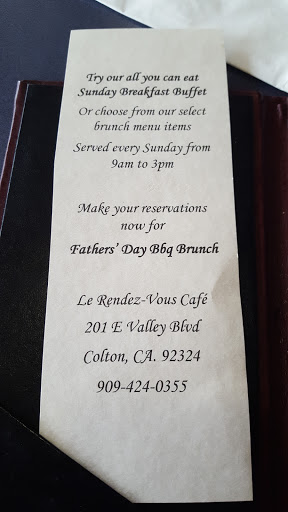 Try our all you can eat
Sunday Breakfast Buffet
Or choose from our select
brunch menu items
Served every Sunday from
9am to 3pm
Make your reservations
now for
Fathers' Day Bbq Brunch
Le Rendez-Vous Café
201 E Valley Blvd
Colton, CA. 92324
909-424-0355